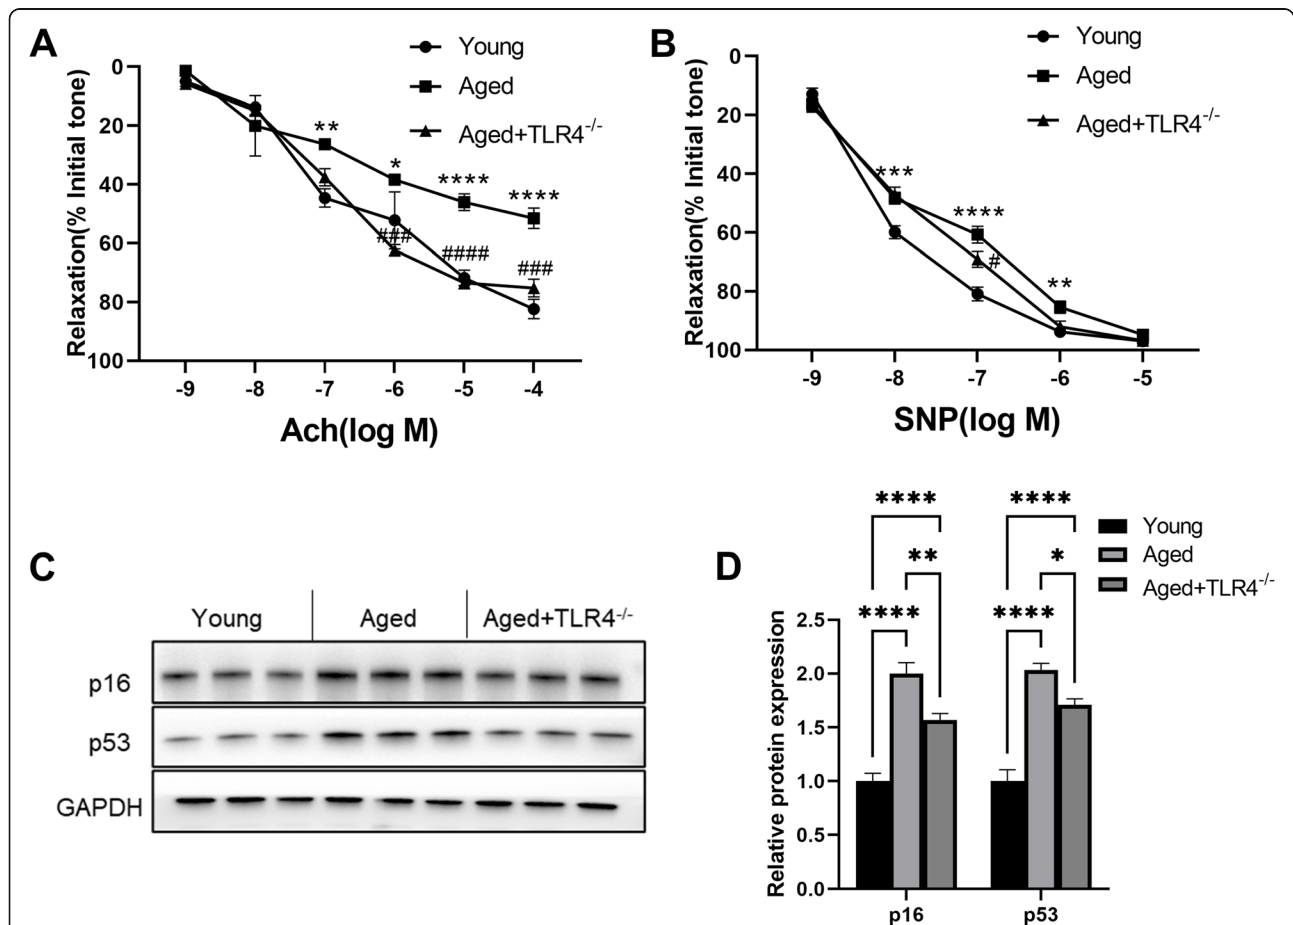 A
Young
Aged
Aged+TLR4-/-
Relaxation(% Initial tone)
0
20
40
60
80
100
**
*
****
****
###
####
###
-9
-8
-7
-6
-5
-4
Ach(log M)
B
Young
Aged
Aged+TLR4-/-
Relaxation(% Initial tone)
0
20
40
60
80
100
***
****
#
**
-9
-8
-7
-6
-5
SNP(log M)
C
Young
Aged
Aged+TLR4-/-
p16
p53
GAPDH
D
Young
Aged
Aged+TLR4-/-
****
****
**
*
****
****
Relative protein expression
2.5
2.0
1.5
1.0
0.5
0.0
p16
p53